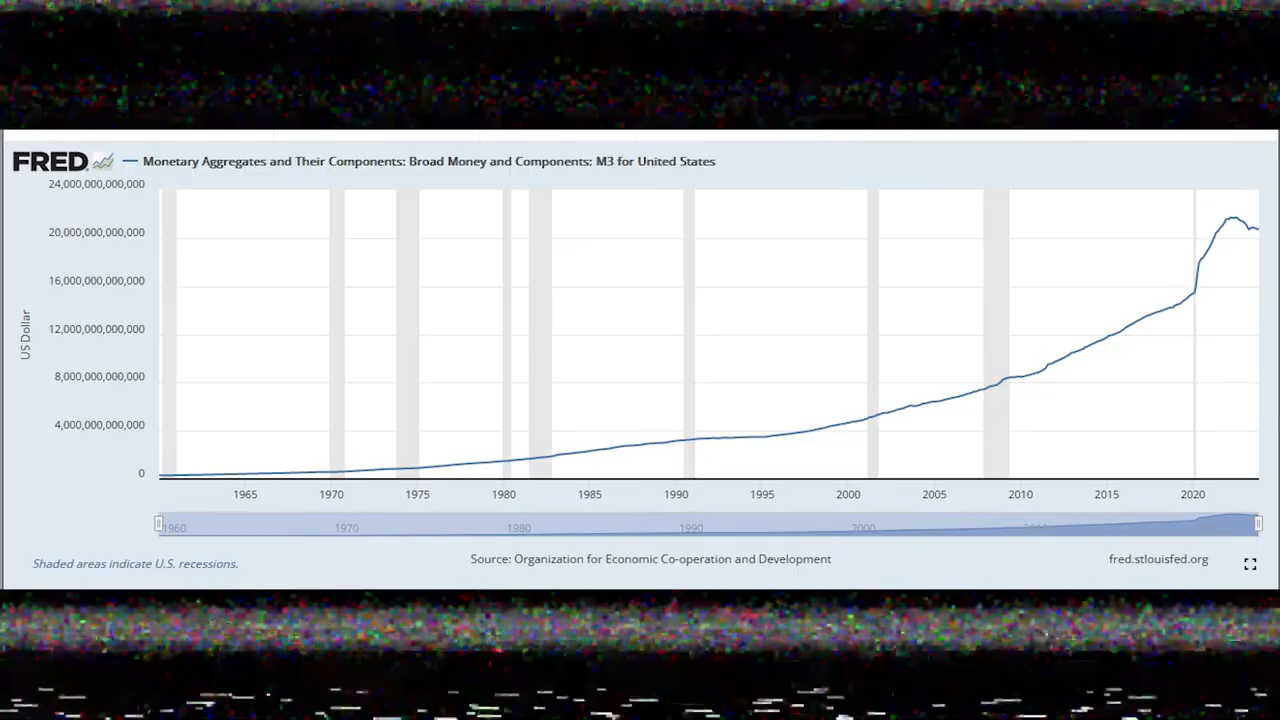 FRED — Monetary Aggregates and Their Components: Broad Money and Components: M3 for United States
24,000,000,000,000
20,000,000,000,000
16,000,000,000,000
12,000,000,000,000
8,000,000,000,000
4,000,000,000,000
0
US Dollar
1965 1970 1975 1980 1985 1990 1995 2000 2005 2010 2015 2020
1960 1970 1980 1990 2000 2010
Shaded areas indicate U.S. recessions.
Source: Organization for Economic Co-operation and Development
fred.stlouisfed.org